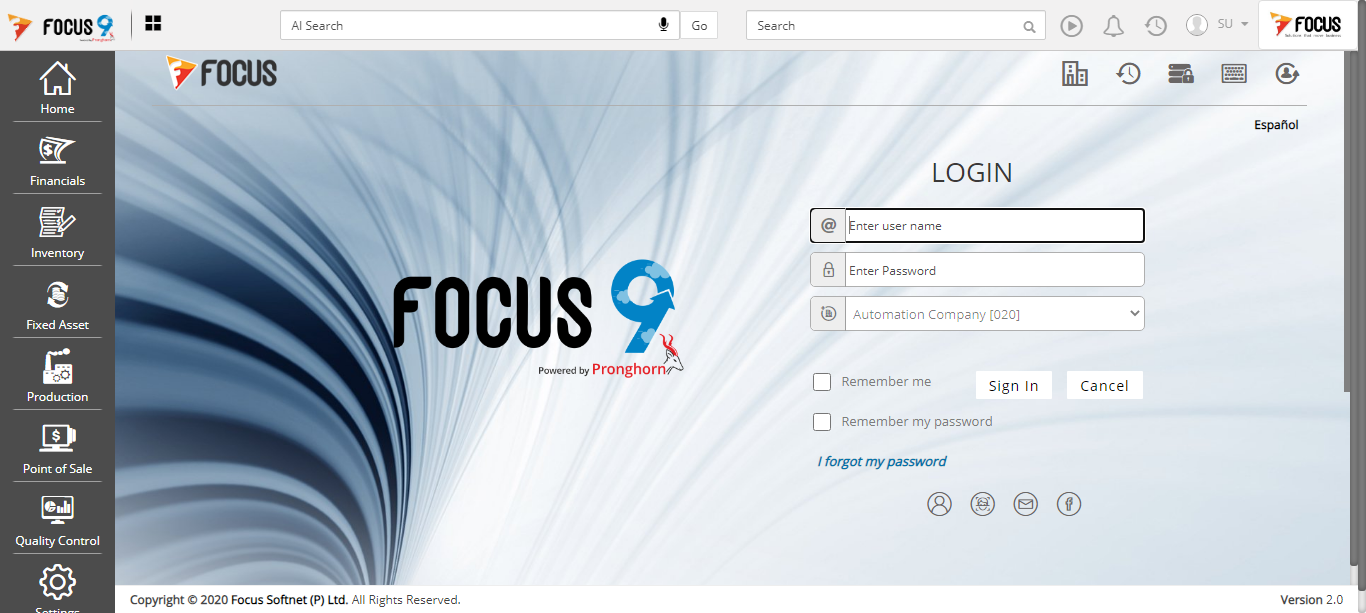 FOCUS 9
AI Search
Go
Search
SU
FOCUS
Home
Financials
Inventory
Fixed Asset
Production
Point of Sale
Quality Control
Settings
FOCUS
Español
LOGIN
@ Enter user name
Enter Password
Automation Company [020]
Remember me
Sign In
Cancel
Remember my password
I forgot my password
FOCUS 9
Powered by Pronghorn
Copyright © 2020 Focus Softnet (P) Ltd. All Rights Reserved.
Version 2.0